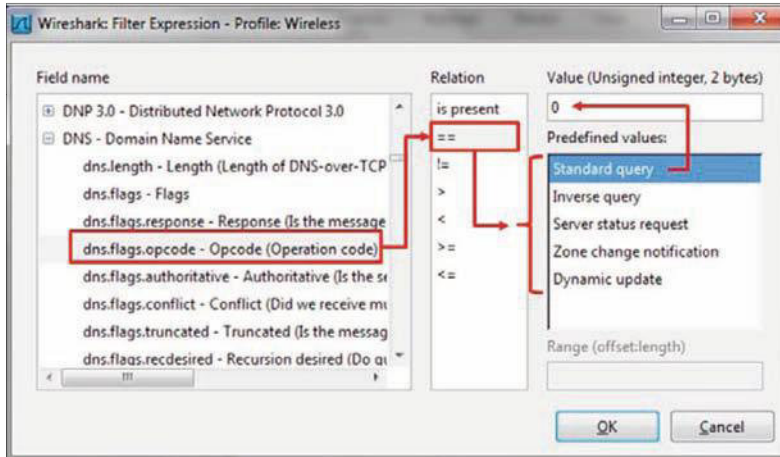 Wireshark: Filter Expression - Profile: Wireless
Field name
DNP 3.0 - Distributed Network Protocol 3.0
DNS - Domain Name Service
dns.length - Length (Length of DNS-over-TCP
dns.flags - Flags
dns.flags.response - Response (Is the message
dns.flags.opcode - Opcode (Operation code)
dns.flags.authoritative - Authoritative (Is the se
dns.flags.conflict - Conflict (Did we receive mu
dns.flags.truncated - Truncated (Is the messag
dns.flags.recdesired - Recursion desired (Do qu
Relation
is present
==
!=
>
<
>=
<=
Value (Unsigned integer, 2 bytes)
0
Predefined values:
Standard query
Inverse query
Server status request
Zone change notification
Dynamic update
Range (offset:length)
OK
Cancel